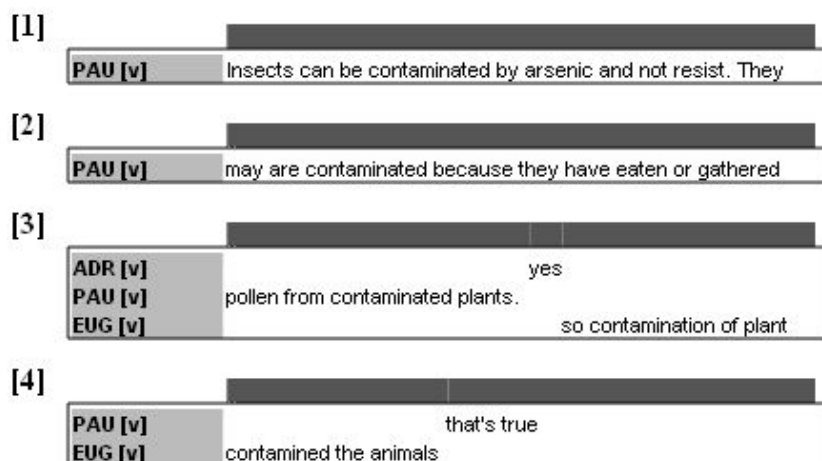 [1]
PAU [v] Insects can be contaminated by arsenic and not resist. They
[2]
PAU [v] may are contaminated because they have eaten or gathered
[3]
ADR [v] yes
PAU [v] pollen from contaminated plants.
EUG [v] so contamination of plant
[4]
PAU [v] that's true
EUG [v] contamined the animals